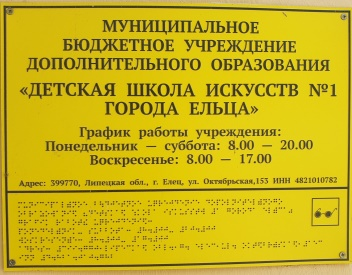 МУНИЦИПАЛЬНОЕ
БЮДЖЕТНОЕ УЧРЕЖДЕНИЕ
ДОПОЛНИТЕЛЬНОГО ОБРАЗОВАНИЯ
«ДЕТСКАЯ ШКОЛА ИСКУССТВ №1
ГОРОДА ЕЛЬЦА»
График работы учреждения:
Понедельник — суббота: 8.00 — 20.00
Воскресенье: 8.00 — 17.00
Адрес: 399770, Липецкая обл., г. Елец, ул. Октябрьская,153 ИНН 4821010782